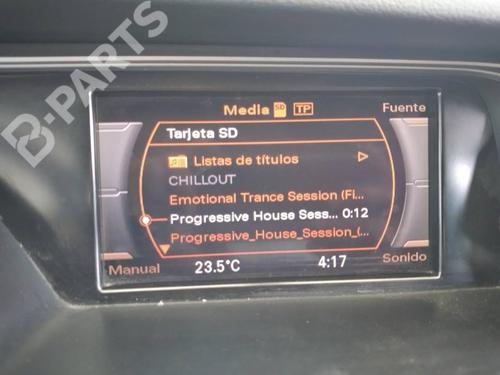 B-PARTS
Media SD TP
Fuente
Tarjeta SD
Listas de títulos
CHILLOUT
Emotional Trance Session (Fi...
Progressive House Sess... 0:12
Progressive_House_Session_(...
Manual
23.5°C
4:17
Sonido